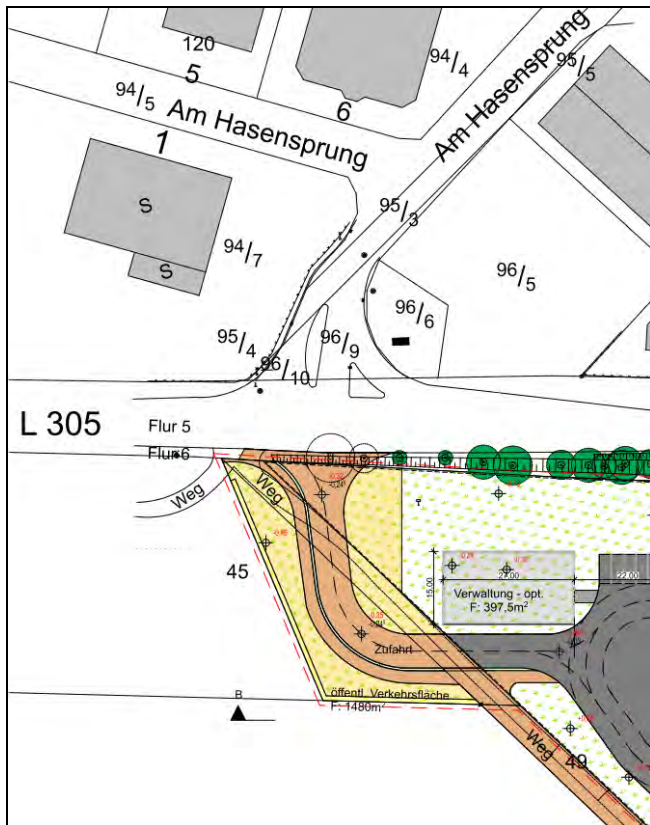 120
5
94/4
95/5
94/5
Am Hasensprung
6
Am Hasensprung
1
S
95/3
94/7
S
96/5
96/6
95/4
96/9
96/10
L 305
Flur 5
Flur 6
Weg
Weg
45
15.00
22.00
Verwaltung - opt.
F: 397,5m²
Zufahrt
öffentl. Verkehrsfläche
F: 1480m²
B
Weg
49